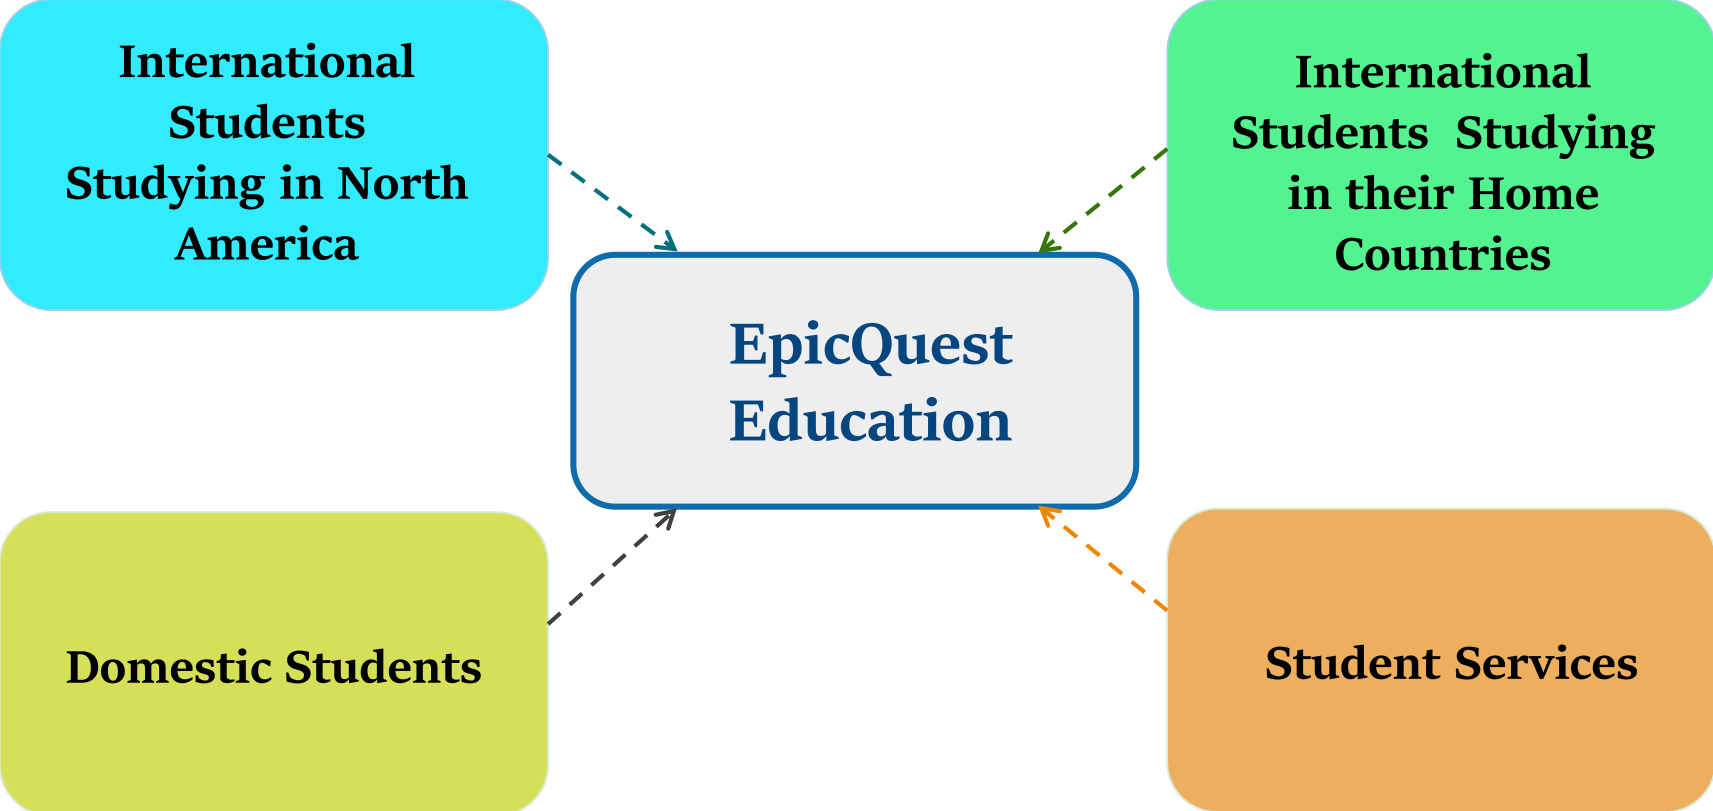 International
Students
Studying in North
America
International
Students  Studying
in their Home
Countries
EpicQuest
Education
Domestic Students
Student Services